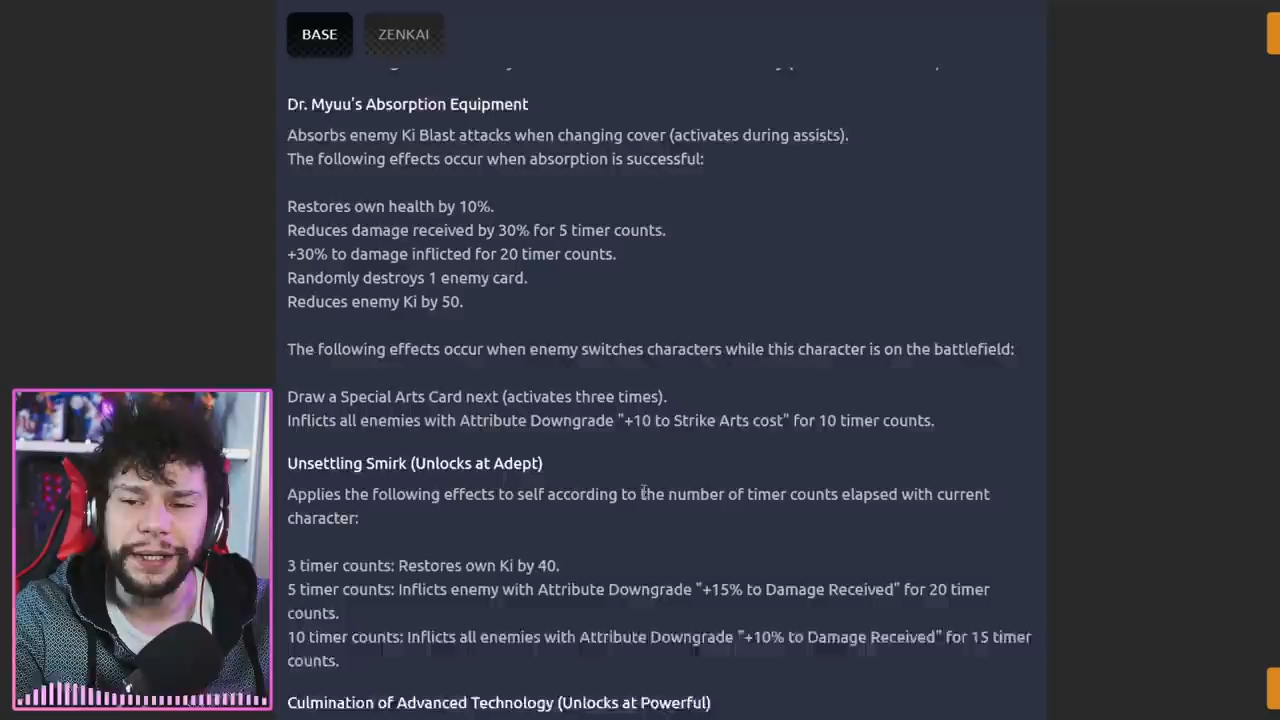 BASE
ZENKAI
Dr. Myuu's Absorption Equipment
Absorbs enemy Ki Blast attacks when changing cover (activates during assists).
The following effects occur when absorption is successful:
Restores own health by 10%.
Reduces damage received by 30% for 5 timer counts.
+30% to damage inflicted for 20 timer counts.
Randomly destroys 1 enemy card.
Reduces enemy Ki by 50.
The following effects occur when enemy switches characters while this character is on the battlefield:
Draw a Special Arts Card next (activates three times).
Inflicts all enemies with Attribute Downgrade "+10 to Strike Arts cost" for 10 timer counts.
Unsettling Smirk (Unlocks at Adept)
Applies the following effects to self according to the number of timer counts elapsed with current
character:
3 timer counts: Restores own Ki by 40.
5 timer counts: Inflicts enemy with Attribute Downgrade "+15% to Damage Received" for 20 timer
counts.
10 timer counts: Inflicts all enemies with Attribute Downgrade "+10% to Damage Received" for 15 timer
counts.
Culmination of Advanced Technology (Unlocks at Powerful)